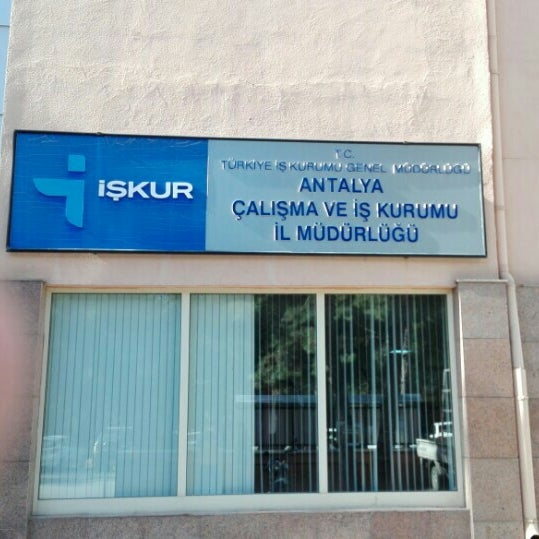 İŞKUR
T.C.
TÜRKİYE İŞ KURUMU GENEL MÜDÜRLÜĞÜ
ANTALYA
ÇALIŞMA VE İŞ KURUMU
İL MÜDÜRLÜĞÜ